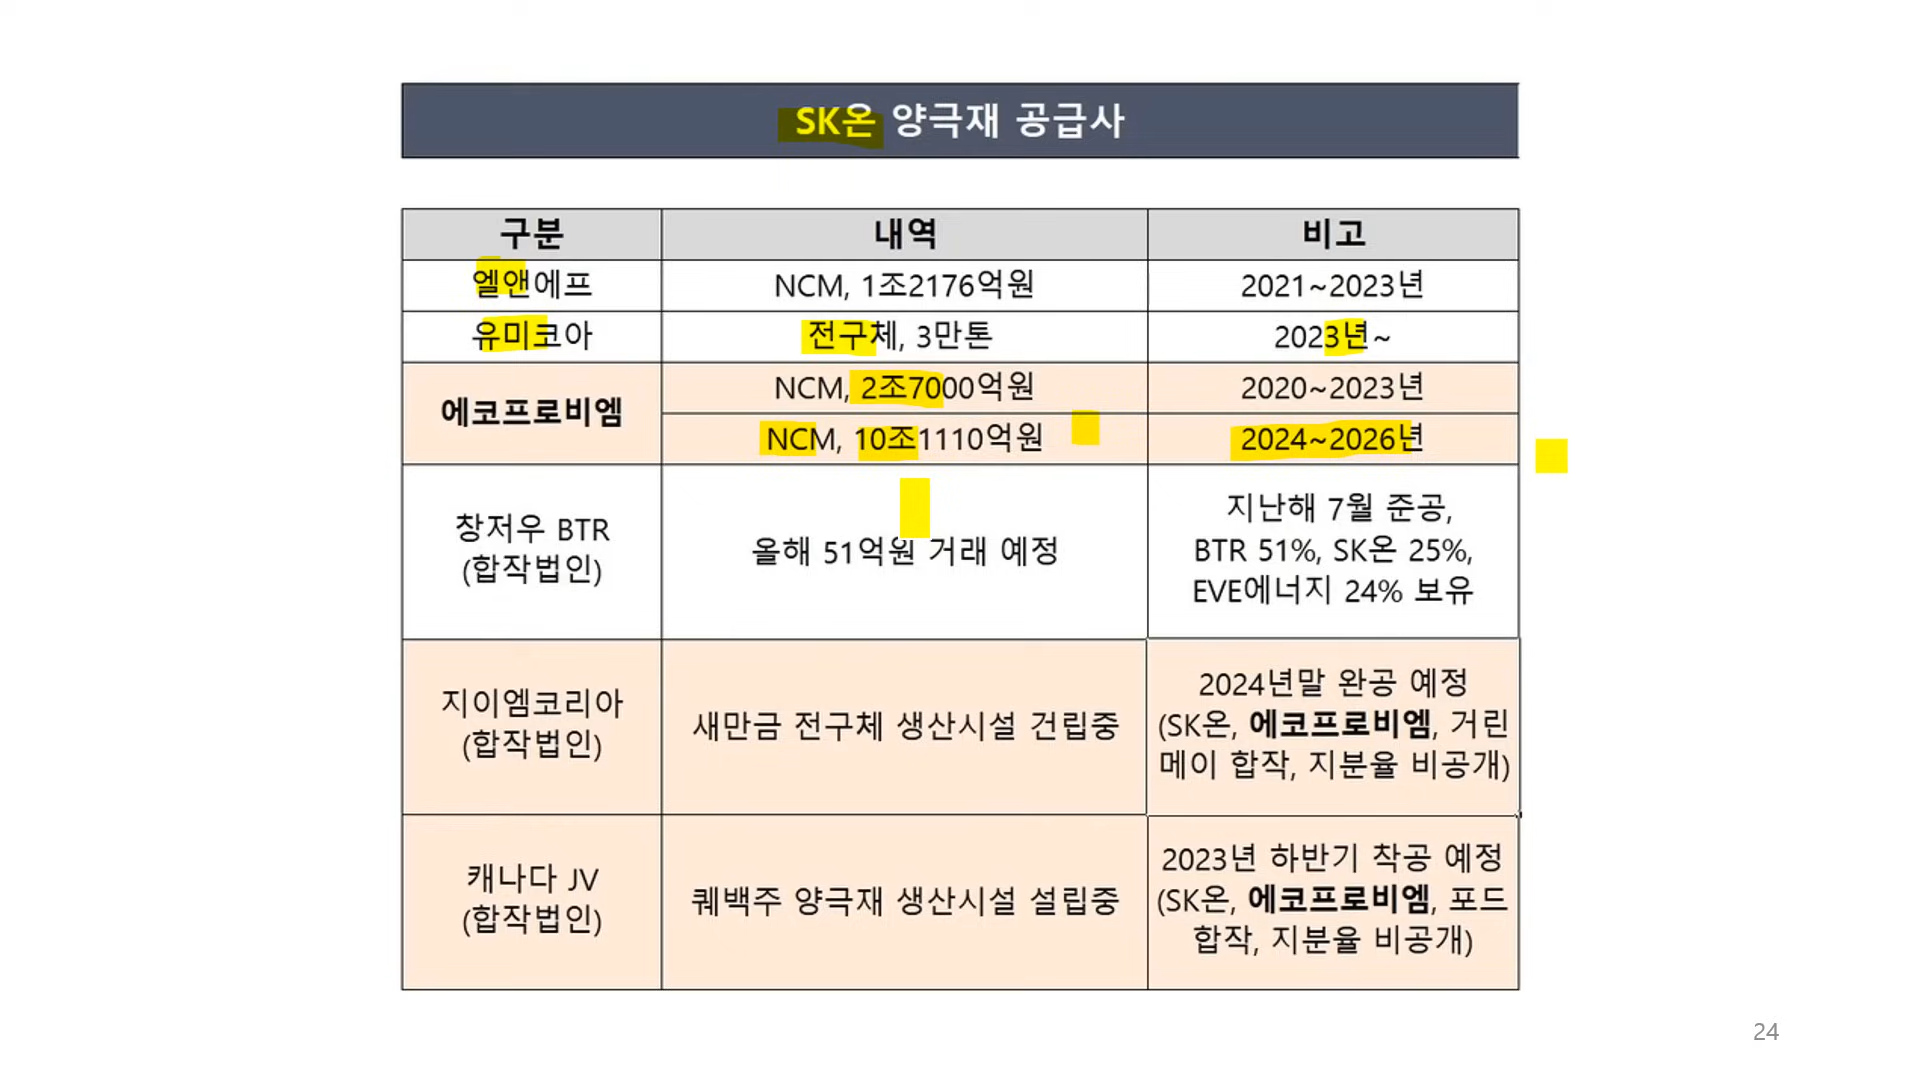 SK온 양극재 공급사
구분 내역 비고
엘앤에프 NCM, 1조2176억원 2021~2023년
유미코아 전구체, 3만톤 2023년~
에코프로비엠
NCM, 2조7000억원 2020~2023년
NCM, 10조1110억원 2024~2026년
창저우 BTR
(합작법인)
올해 51억원 거래 예정
지난해 7월 준공,
BTR 51%, SK온 25%,
EVE에너지 24% 보유
지이엠코리아
(합작법인)
새만금 전구체 생산시설 건립중
2024년말 완공 예정
(SK온, 에코프로비엠, 거린
메이 합작, 지분율 비공개)
캐나다 JV
(합작법인)
퀘백주 양극재 생산시설 설립중
2023년 하반기 착공 예정
(SK온, 에코프로비엠, 포드
합작, 지분율 비공개)
24